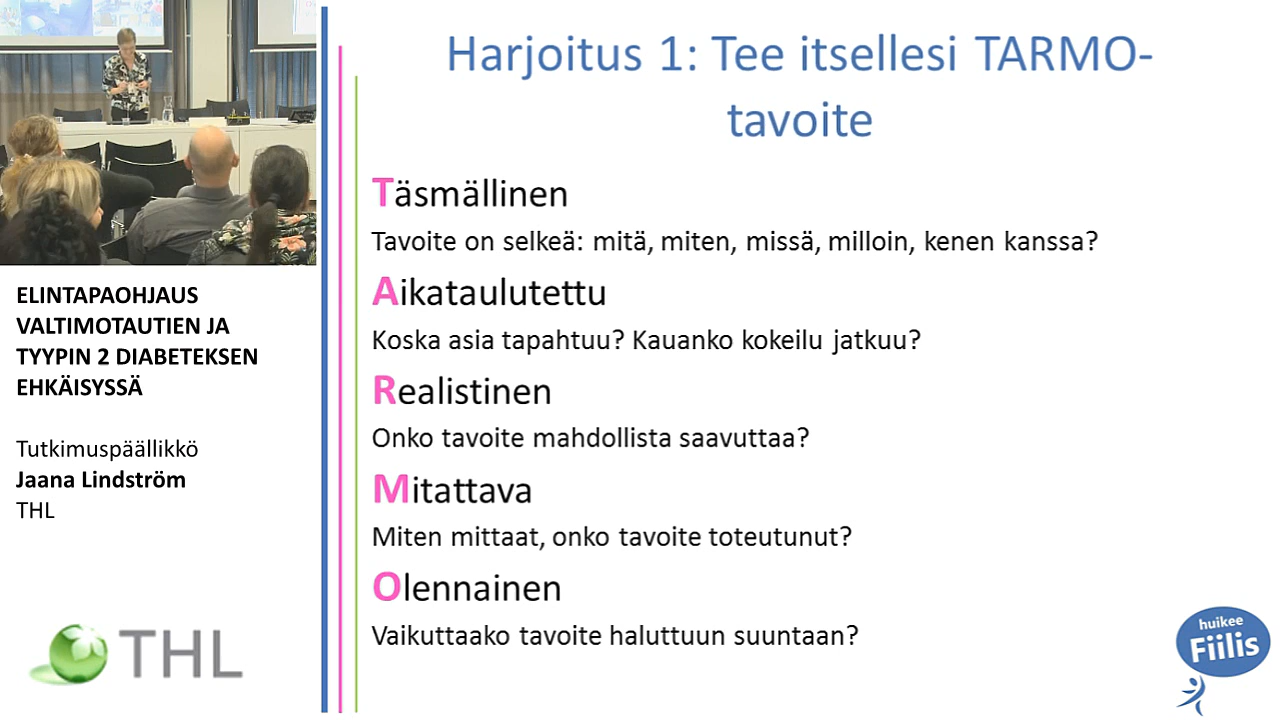 Harjoitus 1: Tee itsellesi TARMO-
tavoite
Täsmällinen
Tavoite on selkeä: mitä, miten, missä, milloin, kenen kanssa?
Aikataulutettu
Koska asia tapahtuu? Kauanko kokeilu jatkuu?
Realistinen
Onko tavoite mahdollista saavuttaa?
Mitattava
Miten mittaat, onko tavoite toteutunut?
Olennainen
Vaikuttaako tavoite haluttuun suuntaan?
ELINTAPAOHJAUS
VALTIMOTAUTIEN JA
TYYPIN 2 DIABETEKSEN
EHKÄISYSSÄ
Tutkimuspäällikkö
Jaana Lindström
THL
THL
huikee
Fiilis